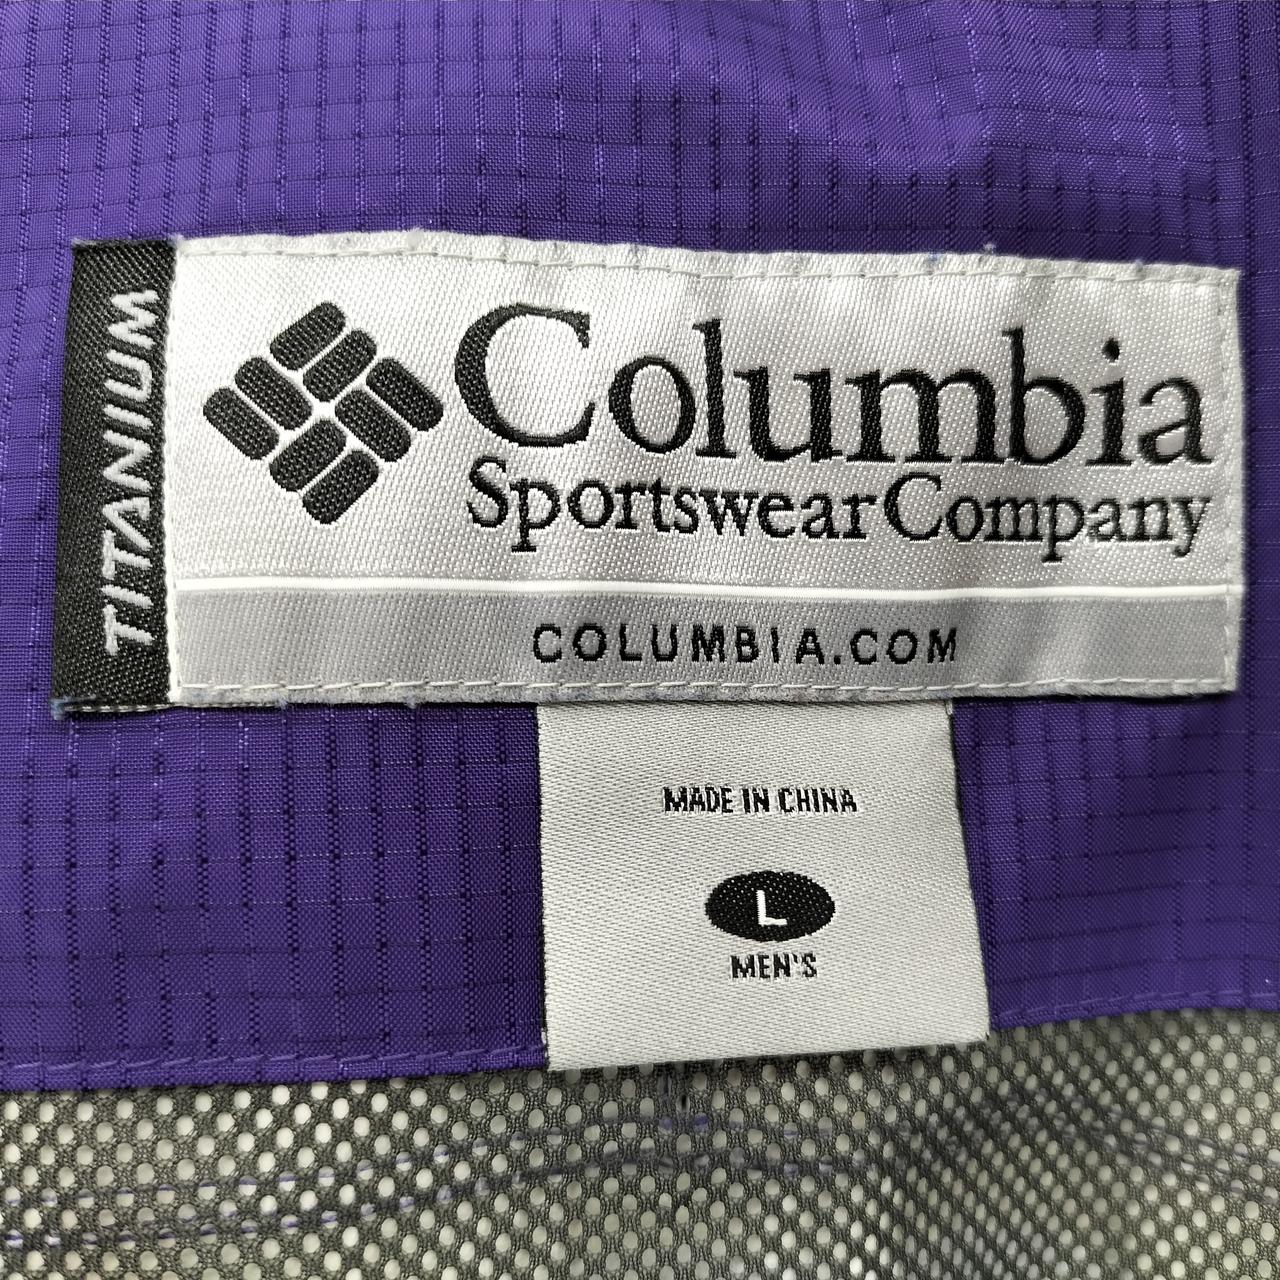 TITANIUM
Columbia
Sportswear Company
COLUMBIA.COM
MADE IN CHINA
L
MEN'S